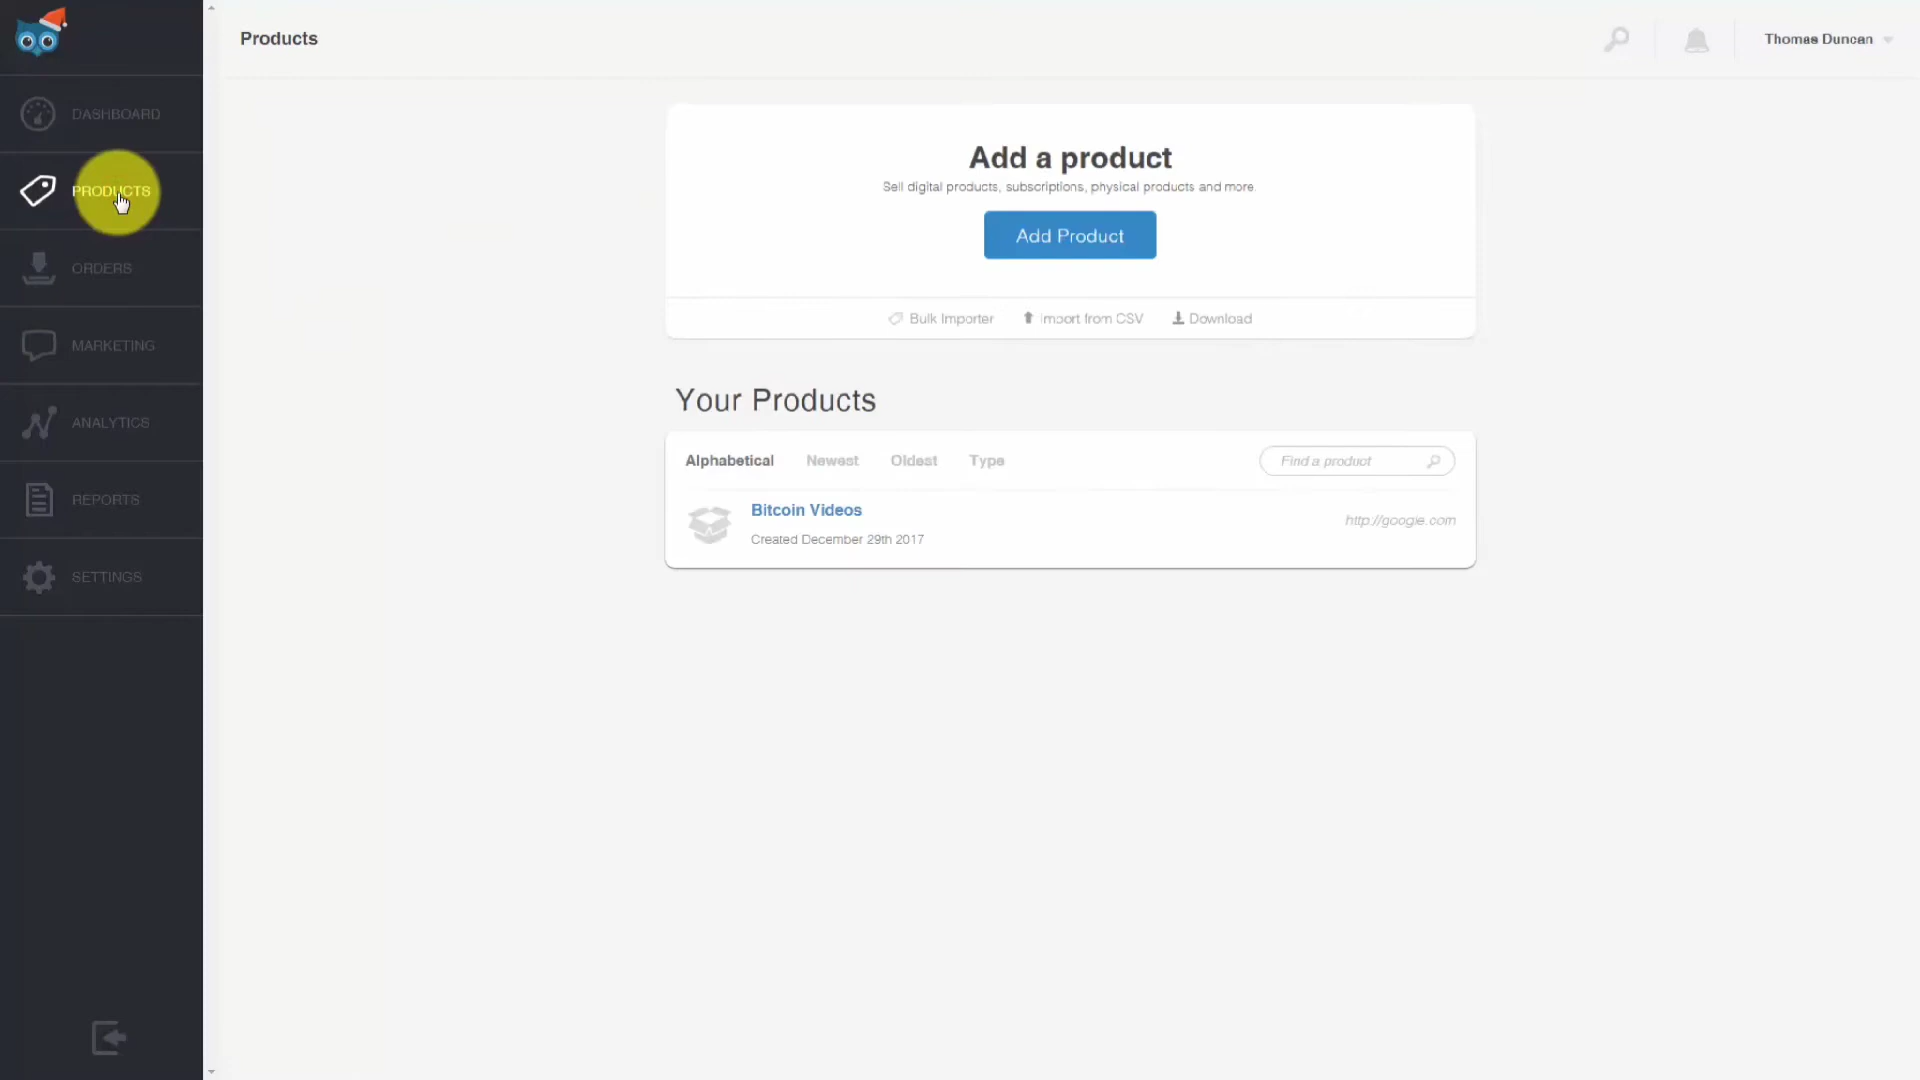 Products
Thomas Duncan
DASHBOARD
PRODUCTS
ORDERS
MARKETING
ANALYTICS
REPORTS
SETTINGS
Add a product
Sell digital products, subscriptions, physical products and more.
Add Product
Bulk Importer Import from CSV Download
Your Products
Alphabetical Newest Oldest Type Find a product
Bitcoin Videos
http://google.com
Created December 29th 2017